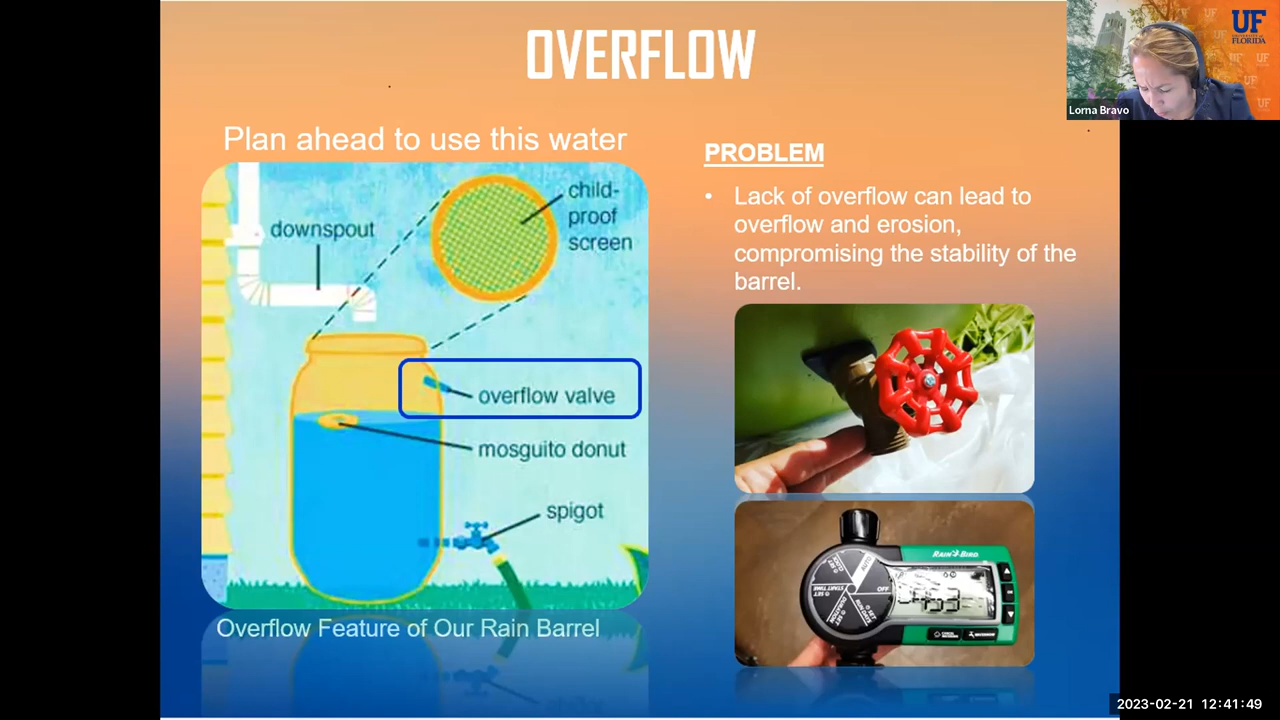 OVERFLOW
UF
UNIVERSITY of
FLORIDA
Lorna Bravo
Plan ahead to use this water
child-
proof
screen
downspout
overflow valve
mosquito donut
spigot
Overflow Feature of Our Rain Barrel
PROBLEM
• Lack of overflow can lead to
overflow and erosion,
compromising the stability of the
barrel.
RAIN BIRD
AUTO
OFF
2023-02-21 12:41:49